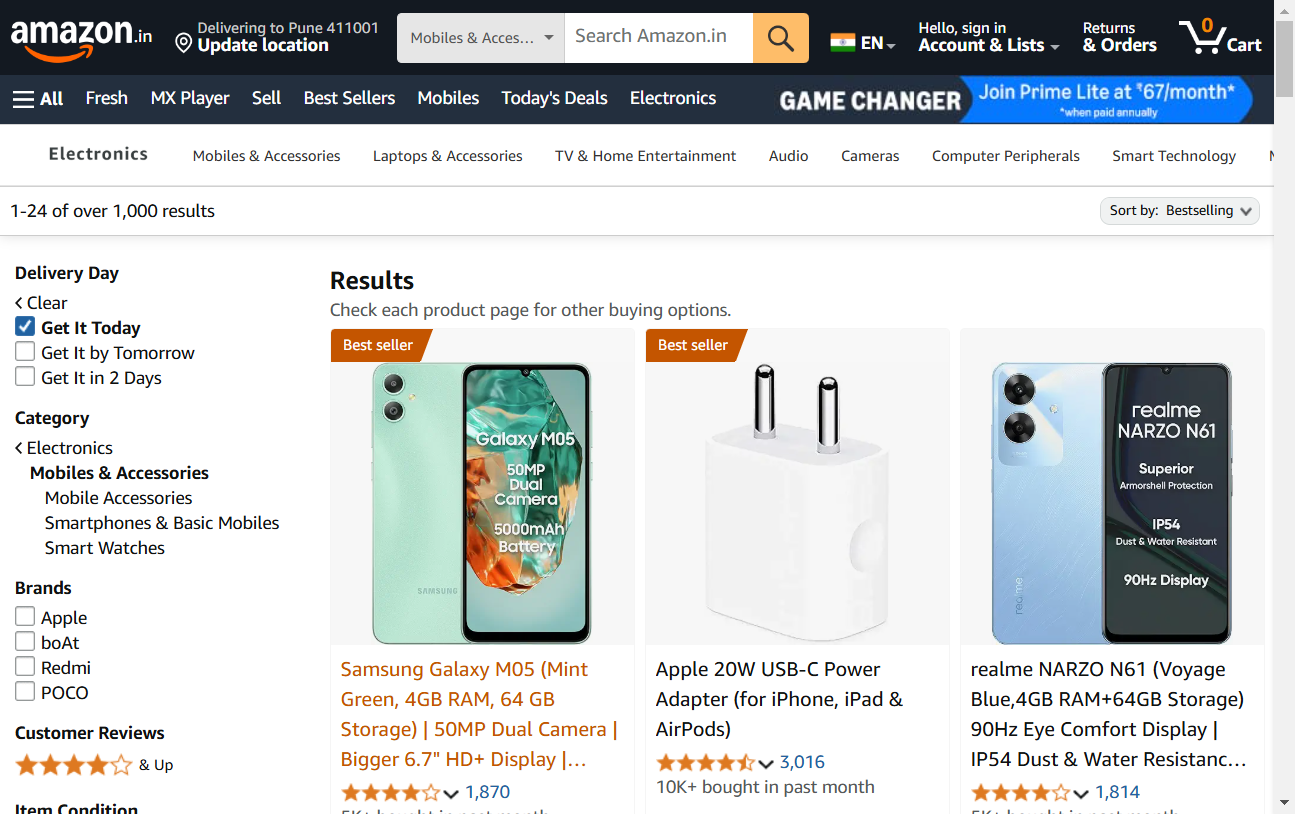 amazon.in
Delivering to Pune 411001
Update location
Mobiles & Acces...
Search Amazon.in
EN
Hello, sign in
Account & Lists
Returns
& Orders
0
Cart
All
Fresh
MX Player
Sell
Best Sellers
Mobiles
Today's Deals
Electronics
GAME CHANGER
Join Prime Lite at ₹67/month*
*when paid annually
Electronics
Mobiles & Accessories
Laptops & Accessories
TV & Home Entertainment
Audio
Cameras
Computer Peripherals
Smart Technology
1-24 of over 1,000 results
Sort by: Bestselling
Delivery Day
Clear
Get It Today
Get It by Tomorrow
Get It in 2 Days
Category
Electronics
Mobiles & Accessories
Mobile Accessories
Smartphones & Basic Mobiles
Smart Watches
Brands
Apple
boAt
Redmi
POCO
Customer Reviews
& Up
Item Condition
Results
Check each product page for other buying options.
Best seller
Galaxy M05
50MP
Dual
Camera
5000mAh
Battery
SAMSUNG
Samsung Galaxy M05 (Mint
Green, 4GB RAM, 64 GB
Storage) | 50MP Dual Camera |
Bigger 6.7" HD+ Display |...
1,870
5K+ bought in past month
Best seller
Apple 20W USB-C Power
Adapter (for iPhone, iPad &
AirPods)
3,016
10K+ bought in past month
realme
NARZO N61
Superior
Armorshell Protection
IP54
Dust & Water Resistant
90Hz Display
realme
realme NARZO N61 (Voyage
Blue,4GB RAM+64GB Storage)
90Hz Eye Comfort Display |
IP54 Dust & Water Resistanc...
1,814
5K+ bought in past month